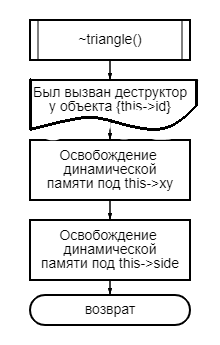 ~triangle()
Был вызван деструктор
у объекта {this->id}
Освобождение
динамической
памяти под this->xy
Освобождение
динамической
памяти под this->side
возврат